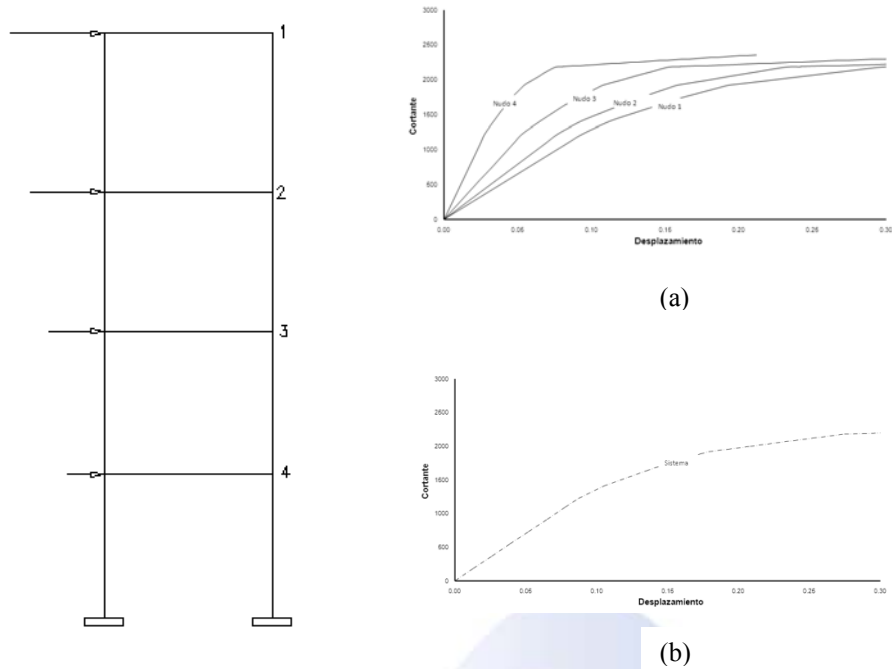 1
2
3
4
3000
2500
2000
1500
1000
500
0
Cortante
Nudo 4
Nudo 3
Nudo 2
Nudo 1
0.00 0.05 0.10 0.15 0.20 0.25 0.30
Desplazamiento
(a)
3000
2500
2000
1500
1000
500
0
Cortante
Sistema
0.00 0.05 0.10 0.15 0.20 0.25 0.30
Desplazamiento
(b)